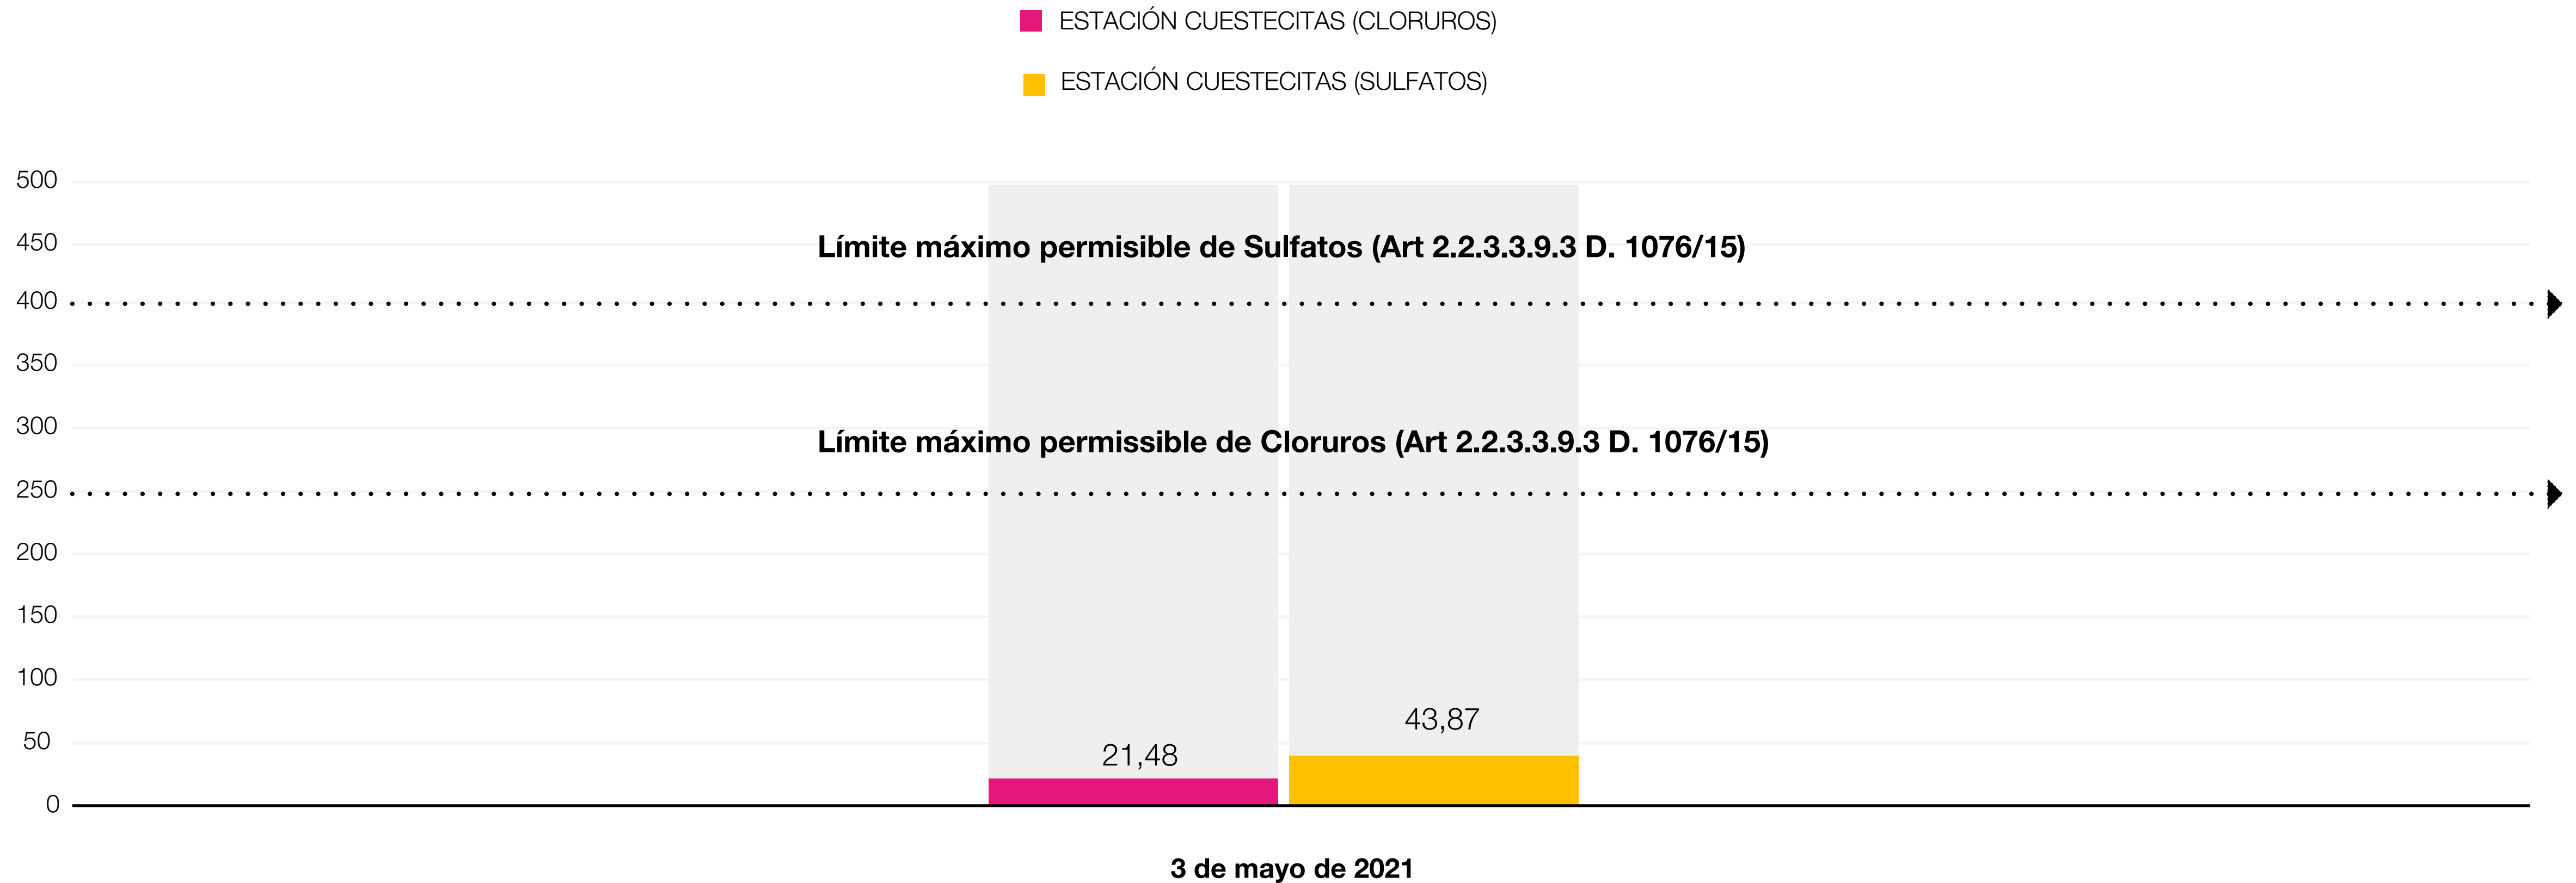 ESTACIÓN CUESTECITAS (CLORUROS)
ESTACIÓN CUESTECITAS (SULFATOS)
500
450
Límite máximo permisible de Sulfatos (Art 2.2.3.3.9.3 D. 1076/15)
400
350
300
Límite máximo permissible de Cloruros (Art 2.2.3.3.9.3 D. 1076/15)
250
200
150
100
50
43,87
21,48
0
3 de mayo de 2021